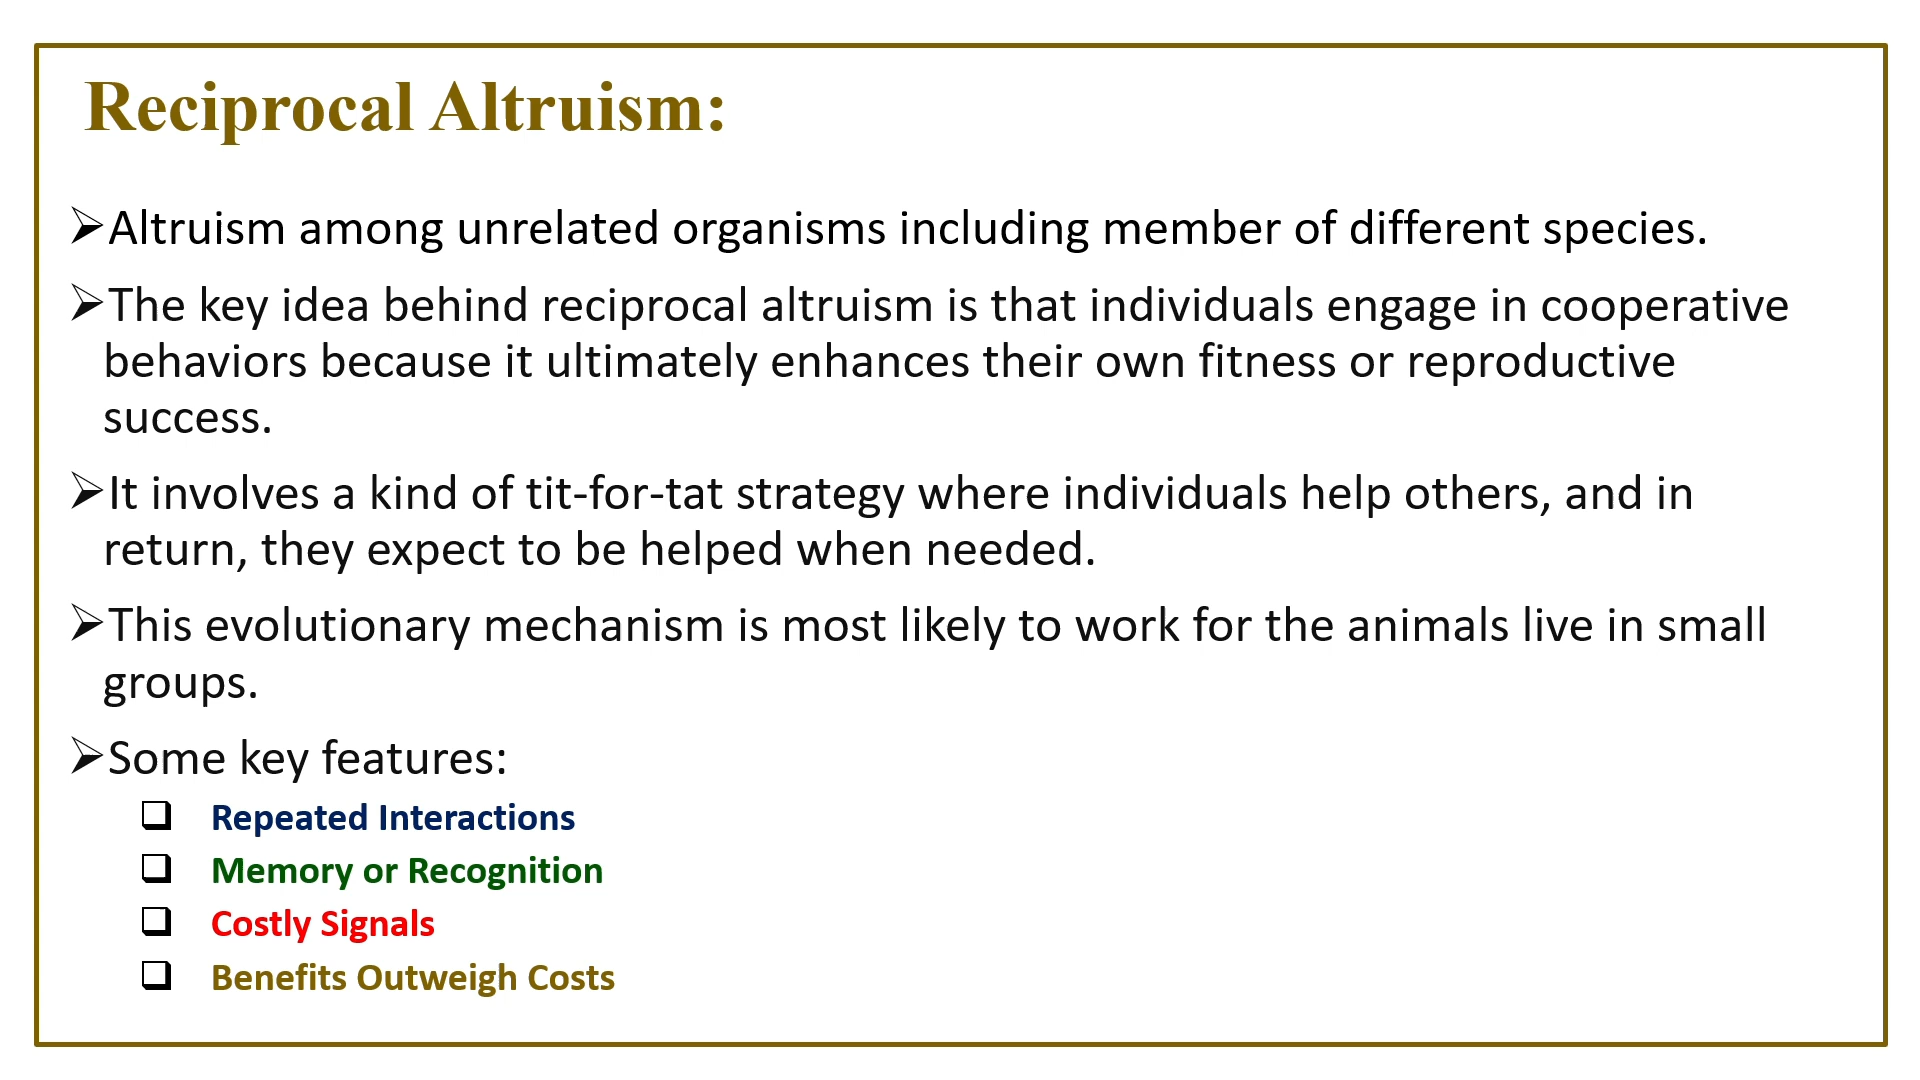 Reciprocal Altruism:
➢Altruism among unrelated organisms including member of different species.
➢The key idea behind reciprocal altruism is that individuals engage in cooperative
behaviors because it ultimately enhances their own fitness or reproductive
success.
➢It involves a kind of tit-for-tat strategy where individuals help others, and in
return, they expect to be helped when needed.
➢This evolutionary mechanism is most likely to work for the animals live in small
groups.
➢Some key features:
❑ Repeated Interactions
❑ Memory or Recognition
❑ Costly Signals
❑ Benefits Outweigh Costs